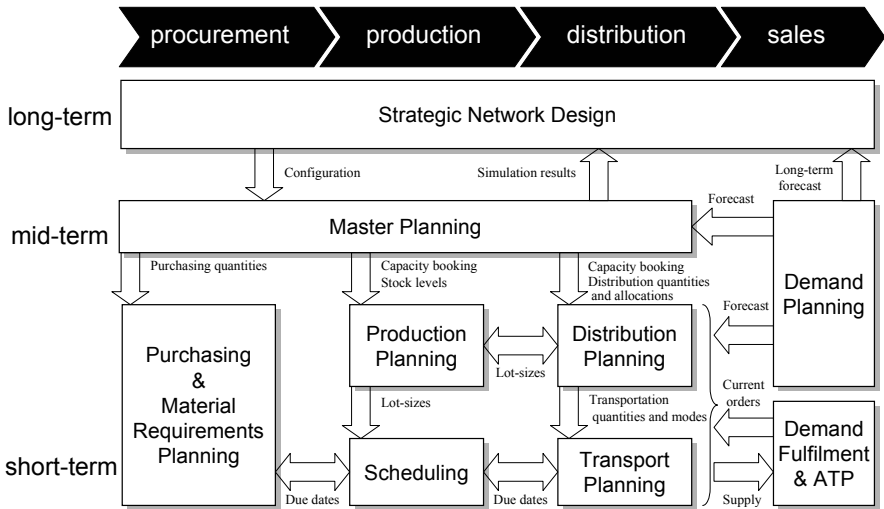 procurement
production
distribution
sales
long-term
Strategic Network Design
Configuration
Simulation results
Long-term
forecast
mid-term
Master Planning
Forecast
Demand
Planning
Purchasing quantities
Capacity booking
Stock levels
Capacity booking
Distribution quantities
and allocations
Forecast
Purchasing
&
Material
Requirements
Planning
Production
Planning
Lot-sizes
Distribution
Planning
Lot-sizes
Transportation
quantities and modes
Current
orders
short-term
Due dates
Scheduling
Due dates
Transport
Planning
Supply
Demand
Fulfilment
& ATP